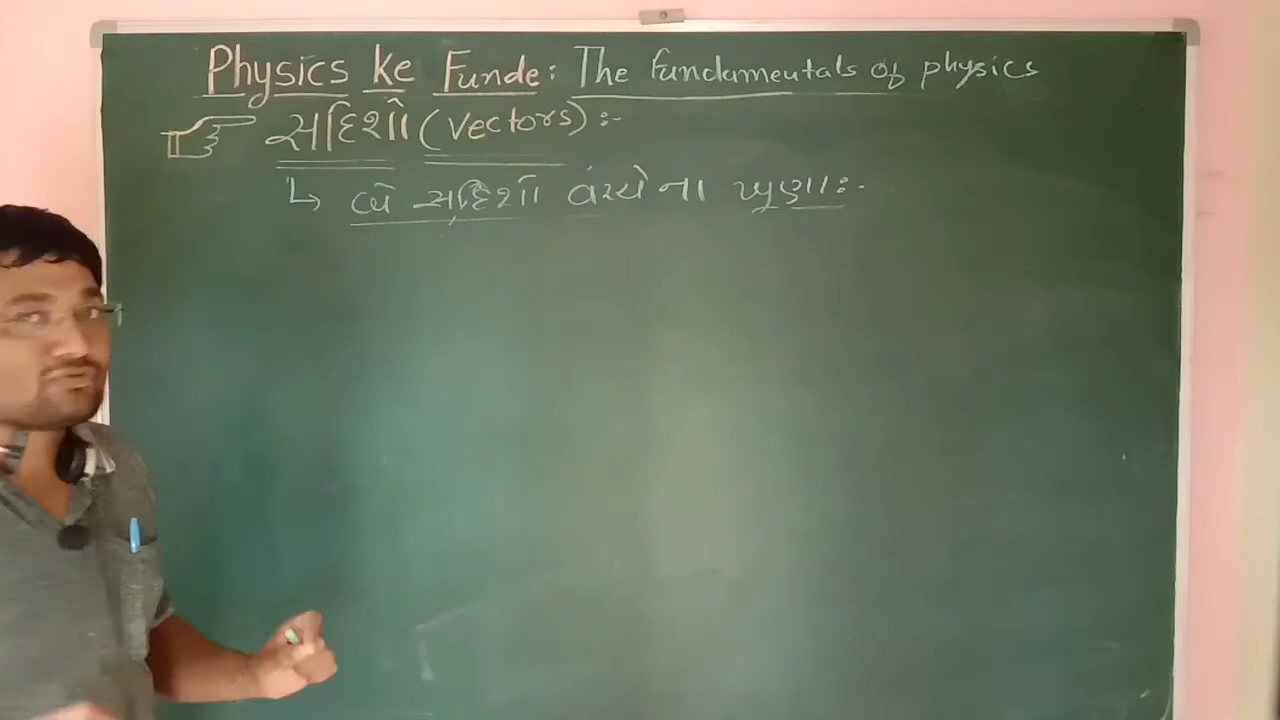 Physics ke Funde: The fundamentals of physics
સદિશો (Vectors) :-
↳ બે સદિશો વચ્ચે ના ખુણા :-